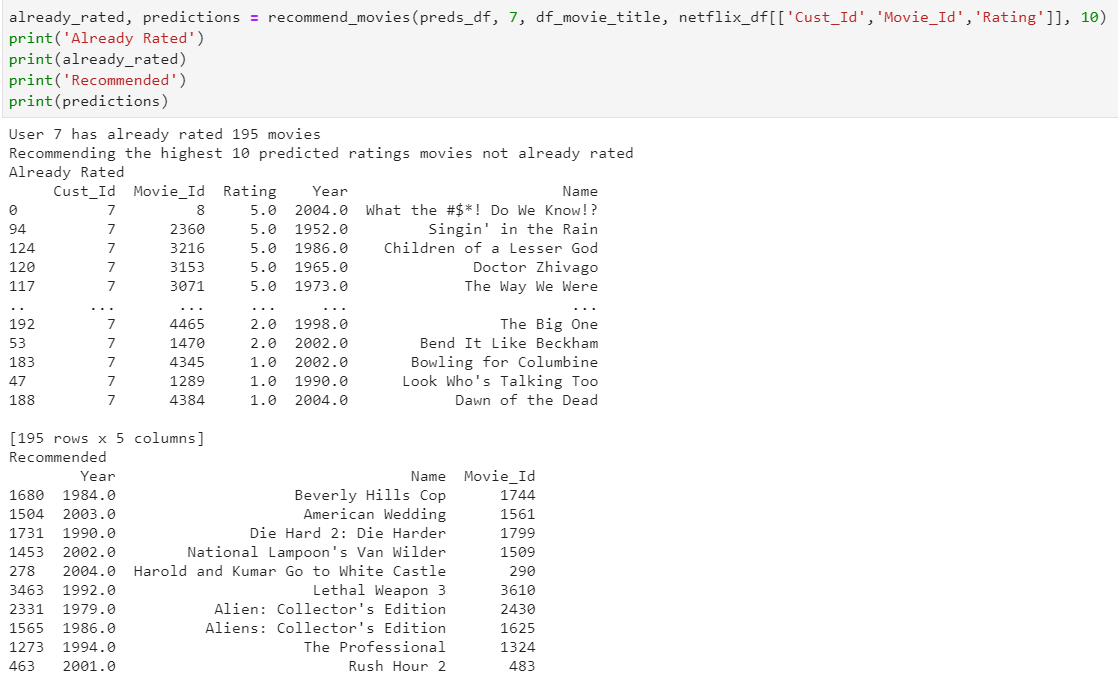 already_rated, predictions = recommend_movies(preds_df, 7, df_movie_title, netflix_df[['Cust_Id','Movie_Id','Rating']], 10)
print('Already Rated')
print(already_rated)
print('Recommended')
print(predictions)
User 7 has already rated 195 movies
Recommending the highest 10 predicted ratings movies not already rated
Already Rated
     Cust_Id  Movie_Id  Rating    Year                        Name
0          7         8     5.0  2004.0  What the #$*! Do We Know!?
94         7      2360     5.0  1952.0         Singin' in the Rain
124        7      3216     5.0  1986.0    Children of a Lesser God
120        7      3153     5.0  1965.0              Doctor Zhivago
117        7      3071     5.0  1973.0             The Way We Were
..       ...       ...     ...     ...                         ...
192        7      4465     2.0  1998.0                 The Big One
53         7      1470     2.0  2002.0        Bend It Like Beckham
183        7      4345     1.0  2002.0       Bowling for Columbine
47         7      1289     1.0  1990.0      Look Who's Talking Too
188        7      4384     1.0  2004.0            Dawn of the Dead
[195 rows x 5 columns]
Recommended
        Year                                 Name  Movie_Id
1680  1984.0                    Beverly Hills Cop      1744
1504  2003.0                     American Wedding      1561
1731  1990.0               Die Hard 2: Die Harder      1799
1453  2002.0        National Lampoon's Van Wilder      1509
278   2004.0  Harold and Kumar Go to White Castle       290
3463  1992.0                      Lethal Weapon 3      3610
2331  1979.0           Alien: Collector's Edition      2430
1565  1986.0          Aliens: Collector's Edition      1625
1273  1994.0                     The Professional      1324
463   2001.0                          Rush Hour 2       483